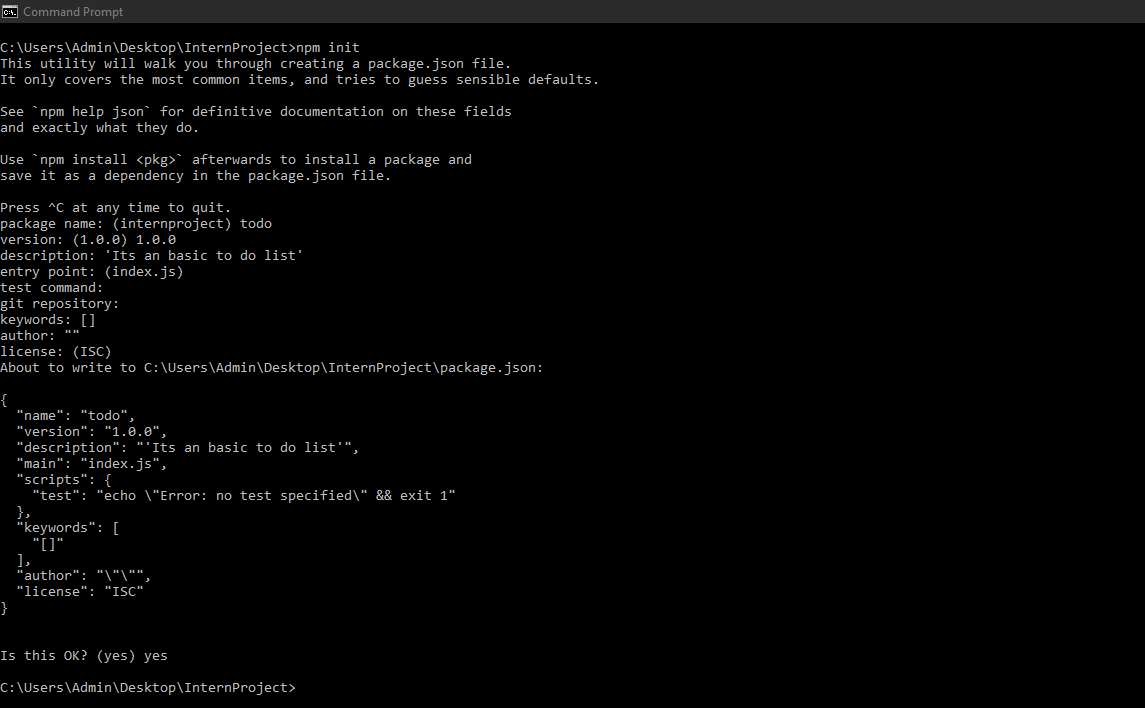 Command Prompt
C:\Users\Admin\Desktop\InternProject>npm init
This utility will walk you through creating a package.json file.
It only covers the most common items, and tries to guess sensible defaults.
See `npm help json` for definitive documentation on these fields
and exactly what they do.
Use `npm install <pkg>` afterwards to install a package and
save it as a dependency in the package.json file.
Press ^C at any time to quit.
package name: (internproject) todo
version: (1.0.0) 1.0.0
description: 'Its an basic to do list'
entry point: (index.js)
test command:
git repository:
keywords: []
author: ""
license: (ISC)
About to write to C:\Users\Admin\Desktop\InternProject\package.json:
{
  "name": "todo",
  "version": "1.0.0",
  "description": "'Its an basic to do list'",
  "main": "index.js",
  "scripts": {
    "test": "echo \"Error: no test specified\" && exit 1"
  },
  "keywords": [
    "[]"
  ],
  "author": "\"\"",
  "license": "ISC"
}
Is this OK? (yes) yes
C:\Users\Admin\Desktop\InternProject>